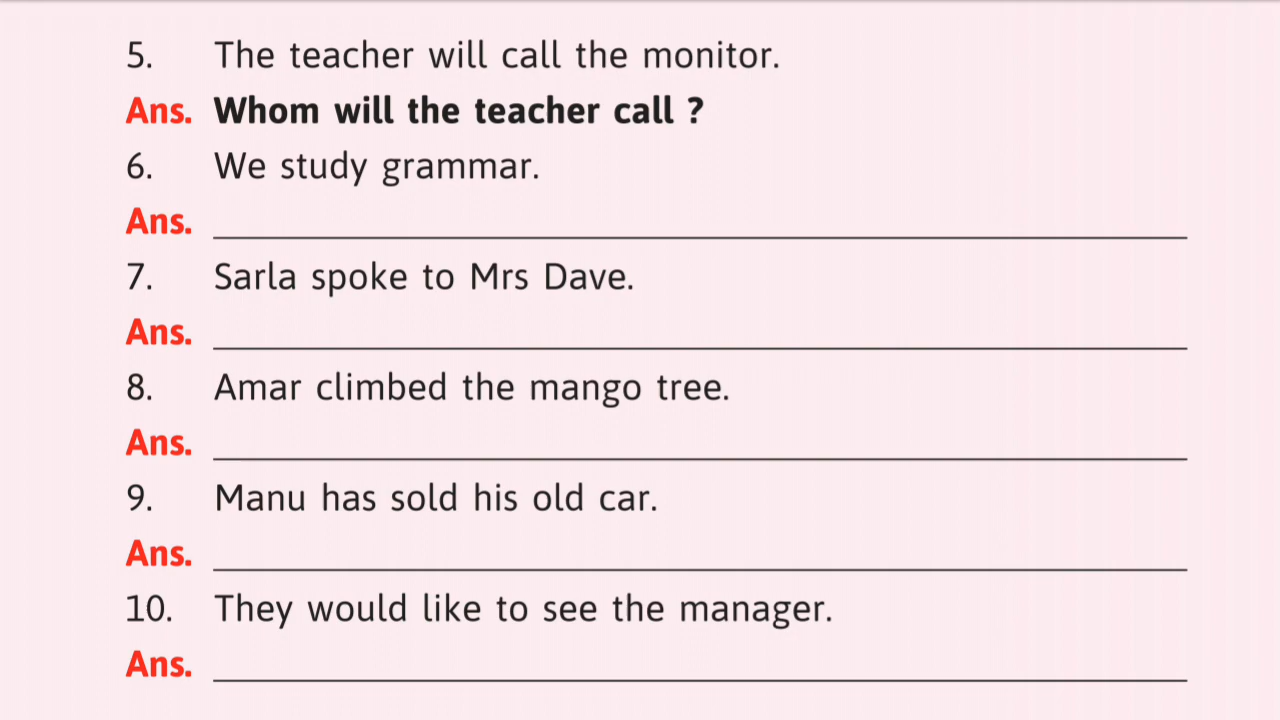 5. The teacher will call the monitor.
Ans. Whom will the teacher call ?
6. We study grammar.
Ans.
7. Sarla spoke to Mrs Dave.
Ans.
8. Amar climbed the mango tree.
Ans.
9. Manu has sold his old car.
Ans.
10. They would like to see the manager.
Ans.